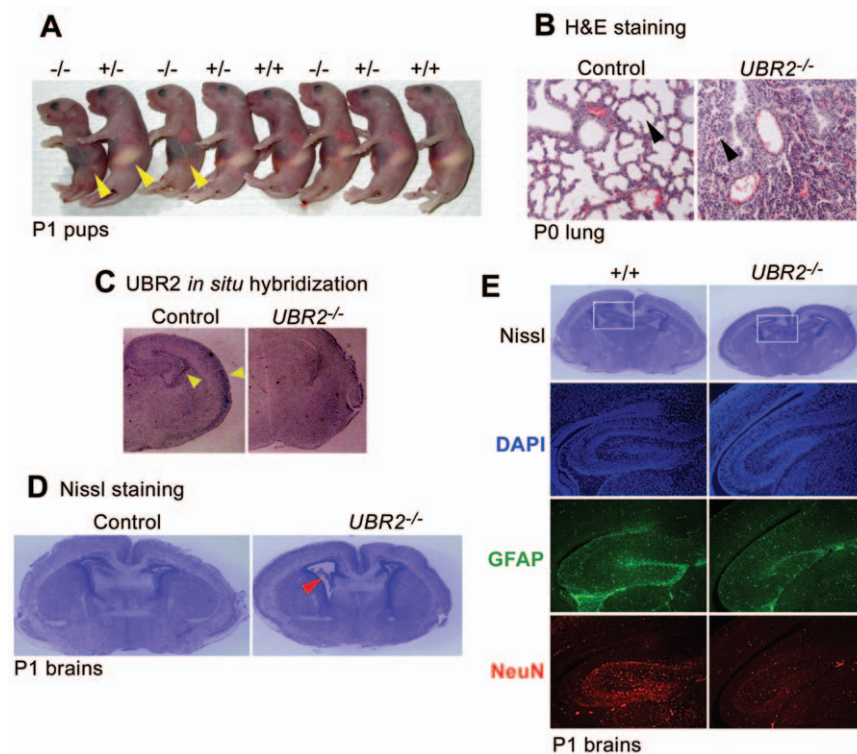 A
-/- +/- -/- +/- +/+ -/- +/- +/+
P1 pups
B H&E staining
Control UBR2-/-
P0 lung
C UBR2 in situ hybridization
Control UBR2-/-
D Nissl staining
Control UBR2-/-
P1 brains
E
+/+ UBR2-/-
Nissl
DAPI
GFAP
NeuN
P1 brains